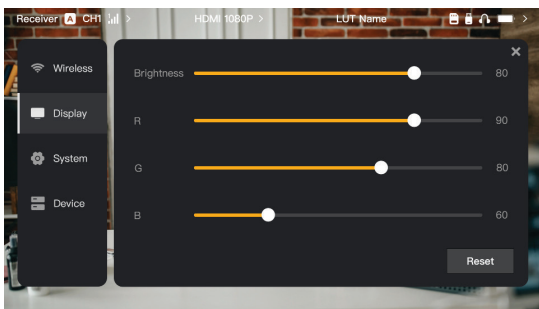 Receiver A CH1 HDMI 1080P LUT Name
Wireless
Display
System
Device
Brightness 80
R 90
G 80
B 60
Reset